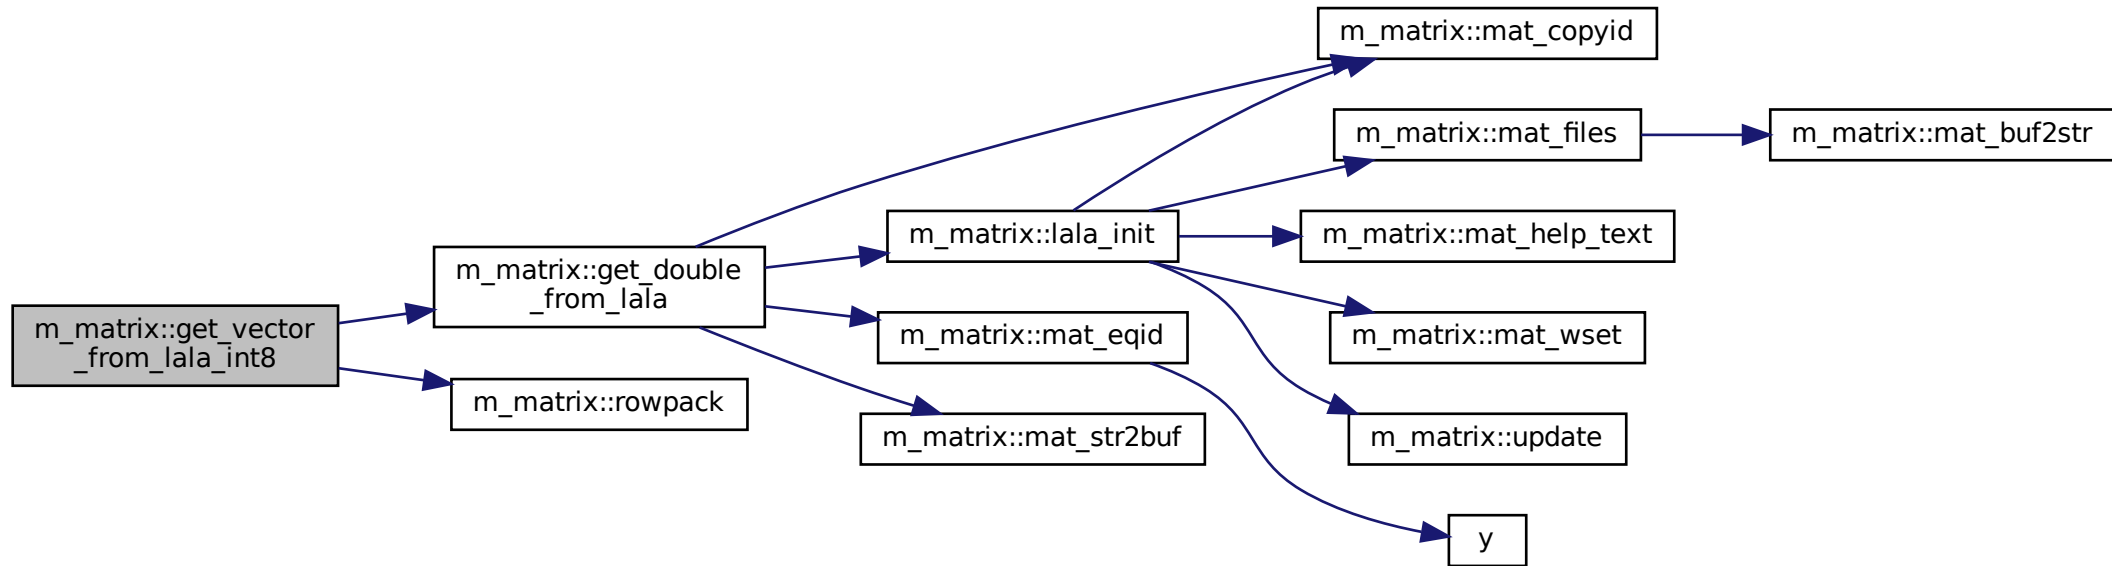 m_matrix::get_vector
_from_lala_int8
m_matrix::get_double
_from_lala
m_matrix::rowpack
m_matrix::lala_init
m_matrix::mat_eqid
m_matrix::mat_str2buf
m_matrix::mat_copyid
m_matrix::mat_files
m_matrix::mat_help_text
m_matrix::mat_wset
m_matrix::update
y
m_matrix::mat_buf2str